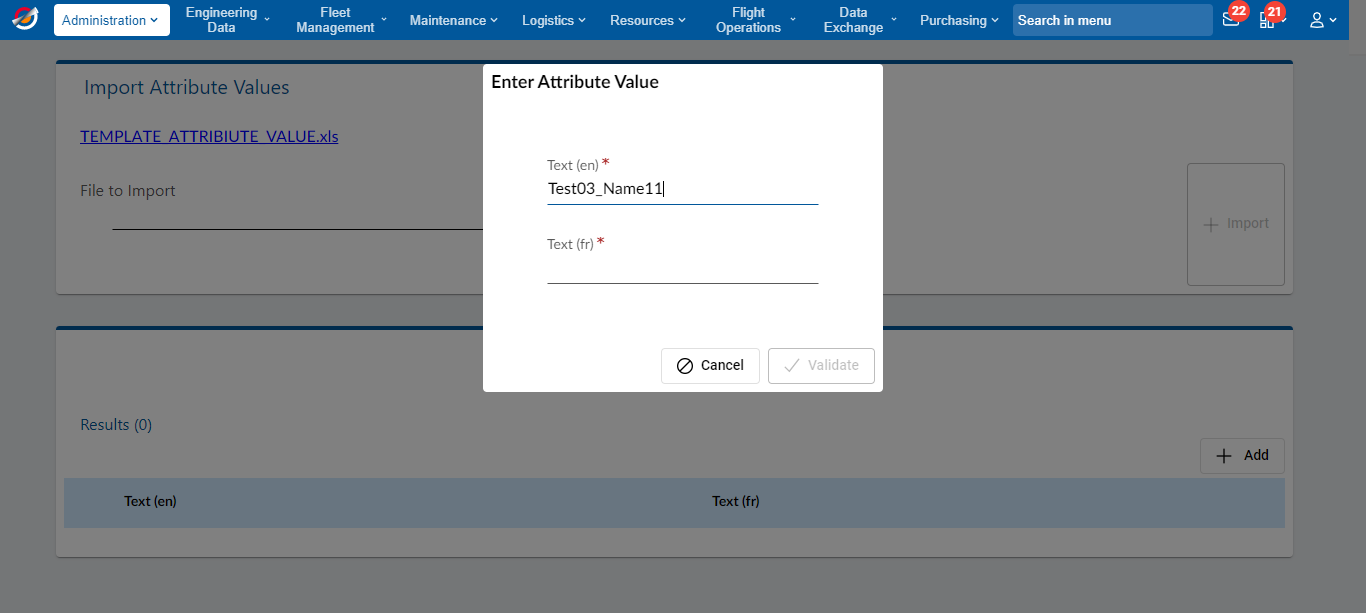 Administration
Engineering Data
Fleet Management
Maintenance
Logistics
Resources
Flight Operations
Data Exchange
Purchasing
Search in menu
22
21
Import Attribute Values
TEMPLATE_ATTRIBIUTE_VALUE.xls
File to Import
+ Import
Enter Attribute Value
Text (en) *
Test03_Name11
Text (fr) *
Cancel
Validate
Results (0)
+ Add
Text (en)
Text (fr)